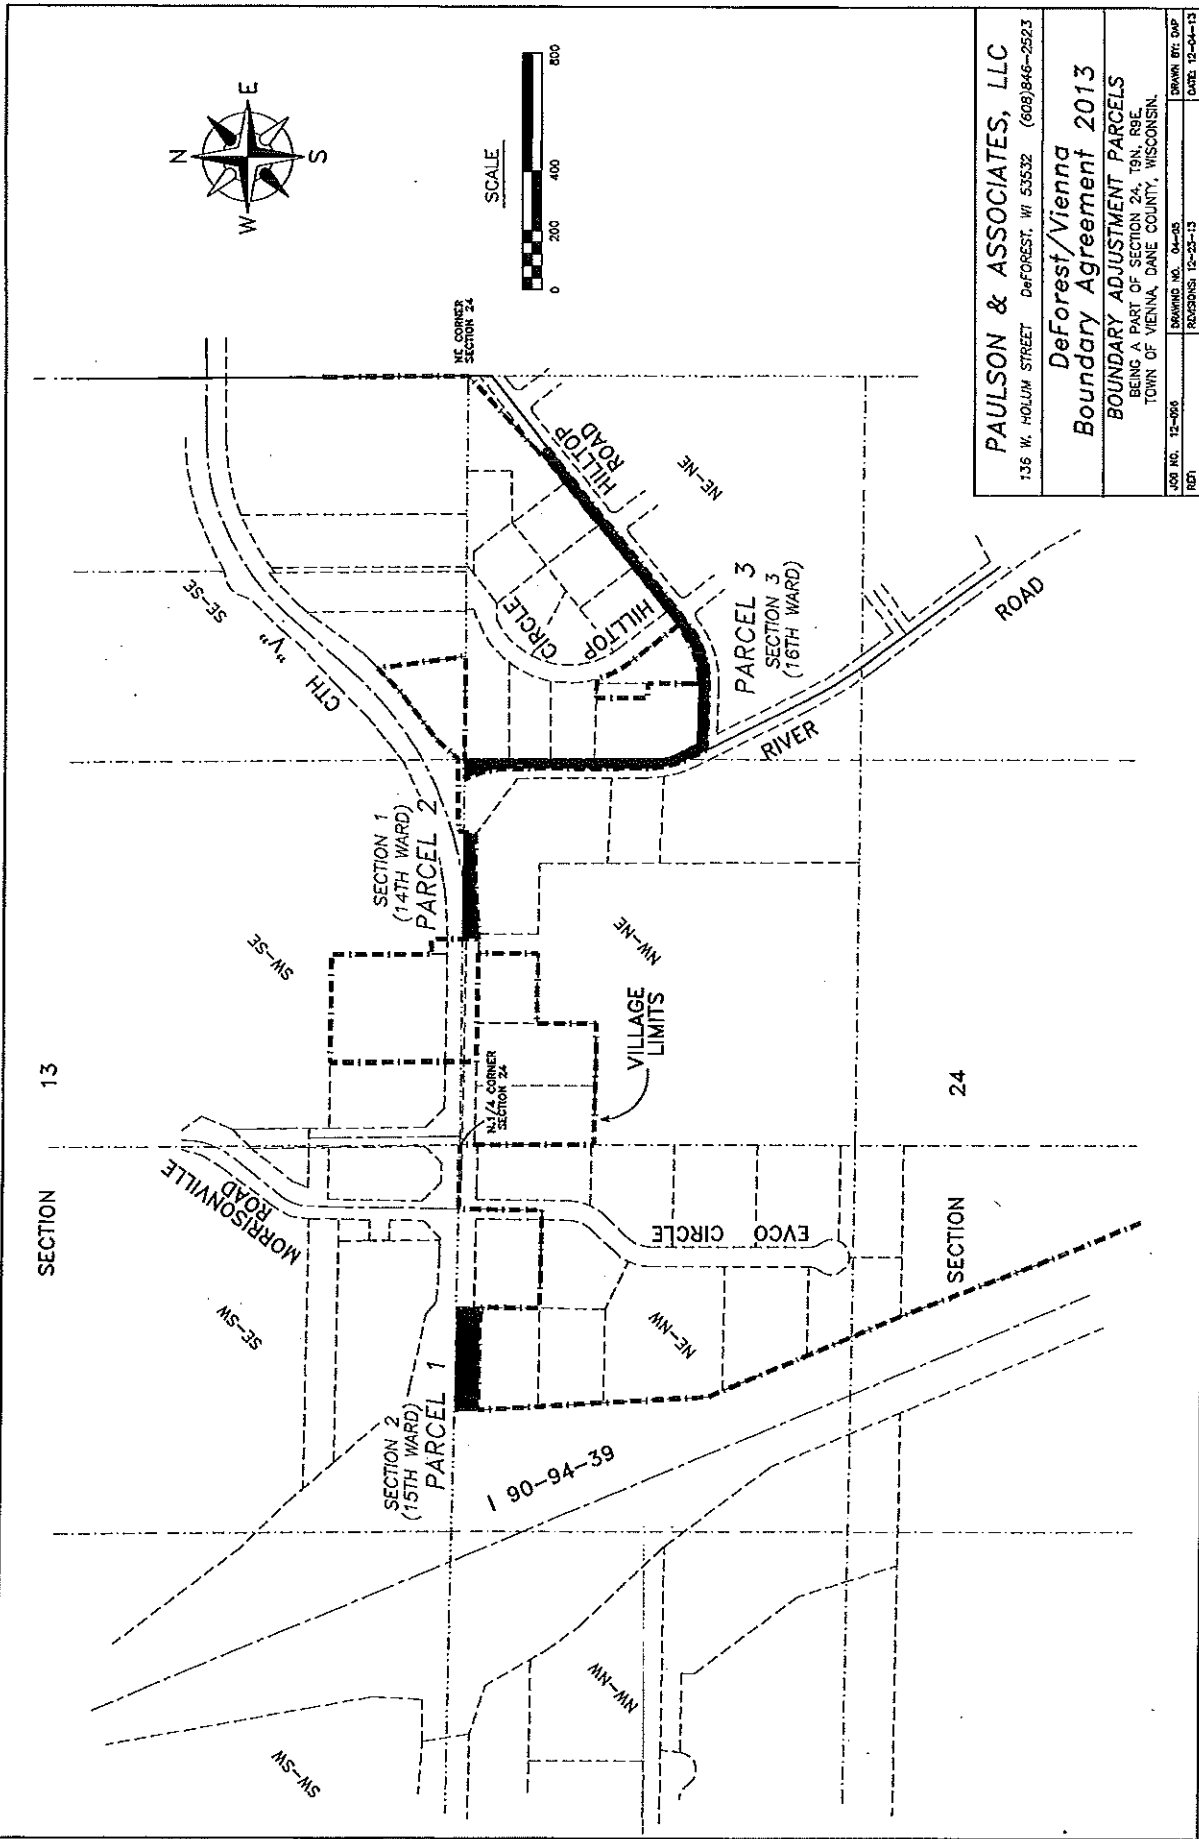 SECTION 13
MORRISONVILLE
ROAD
SE-SW
SW-SE
SE-SE
SW-SW
CTH "V"
SECTION 2
(15TH WARD)
PARCEL 1
SECTION 1
(14TH WARD)
PARCEL 2
N.1/4 CORNER
SECTION 24
NE CORNER
SECTION 24
I 90-94-39
NW-NW
NE-NW
EVCO CIRCLE
VILLAGE
LIMITS
NW-NE
RIVER
ROAD
HILLTOP
CIRCLE
HILLTOP
ROAD
NE-NE
PARCEL 3
SECTION 3
(16TH WARD)
SECTION 24
N
W
E
S
SCALE
0 200 400 800
PAULSON & ASSOCIATES, LLC
136 W. HOLUM STREET DeFOREST, WI 53532 (608)846-2523
DeForest/Vienna
Boundary Agreement 2013
BOUNDARY ADJUSTMENT PARCELS
BEING A PART OF SECTION 24, T9N, R9E,
TOWN OF VIENNA, DANE COUNTY, WISCONSIN.
JOB NO. 12-096 DRAWING NO. 04-05 DRAWN BY: DAP
REF: REVISIONS: 12-23-13 DATE: 12-04-13